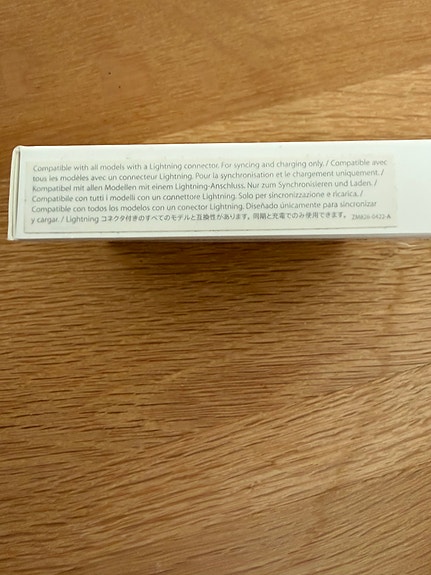 Compatible with all models with a Lightning connector. For syncing and charging only. / Compatible avec
tous les modèles avec un connecteur Lightning. Pour la synchronisation et le chargement uniquement. /
Kompatibel mit allen Modellen mit einem Lightning-Anschluss. Nur zum Synchronisieren und Laden. /
Compatibile con tutti i modelli con un connettore Lightning. Solo per sincronizzazione e ricarica. /
Compatible con todos los modelos con un conector Lightning. Diseñado únicamente para sincronizar
y cargar. / Lightning コネクタ付きのすべてのモデルと互換性があります。同期と充電でのみ使用できます。 ZM826-0422-A